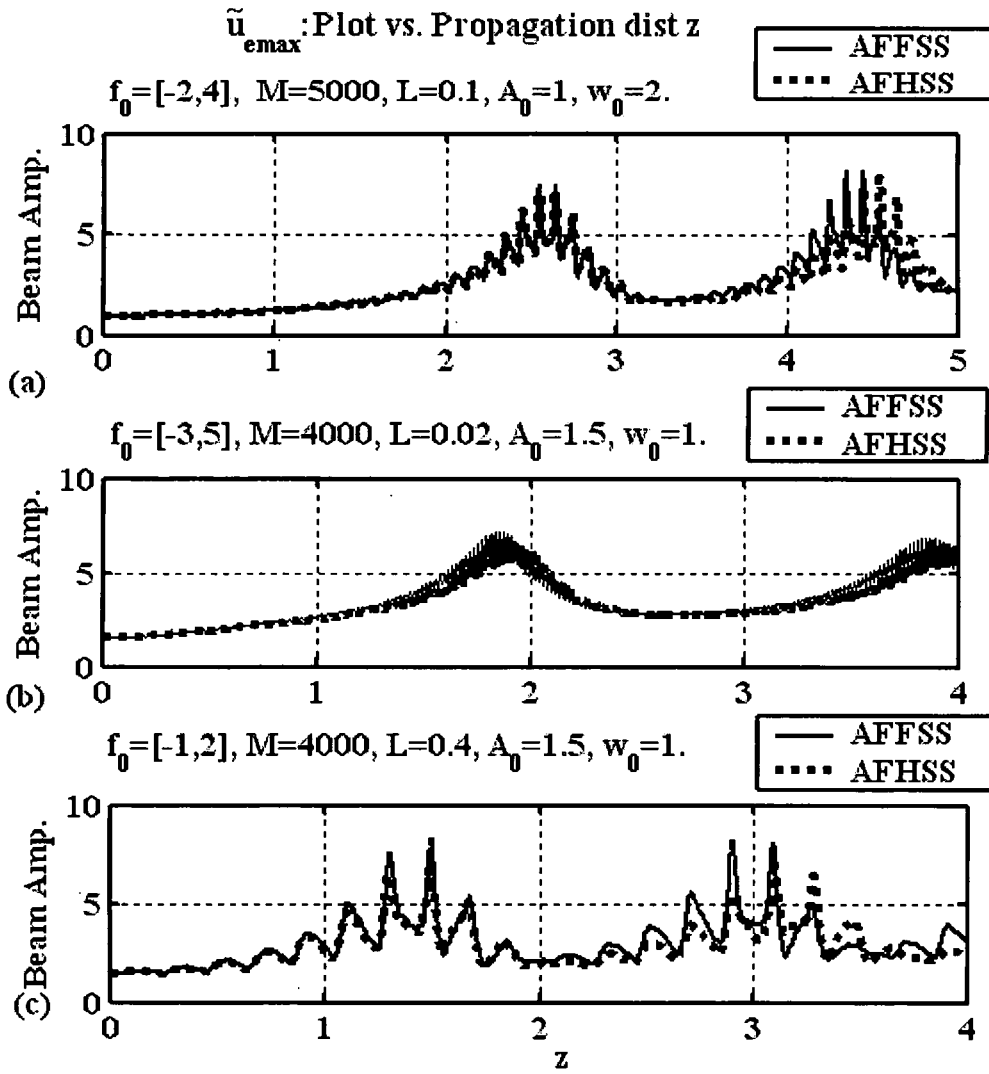 ũ_emax: Plot vs. Propagation dist z
AFFSS
AFHSS
f_0=[-2,4], M=5000, L=0.1, A_0=1, w_0=2.
Beam Amp.
10
5
0
0 1 2 3 4 5
(a)
AFFSS
AFHSS
f_0=[-3,5], M=4000, L=0.02, A_0=1.5, w_0=1.
Beam Amp.
10
5
0
0 1 2 3 4
(b)
AFFSS
AFHSS
f_0=[-1,2], M=4000, L=0.4, A_0=1.5, w_0=1.
Beam Amp.
10
5
0
0 1 2 3 4
(c)
z